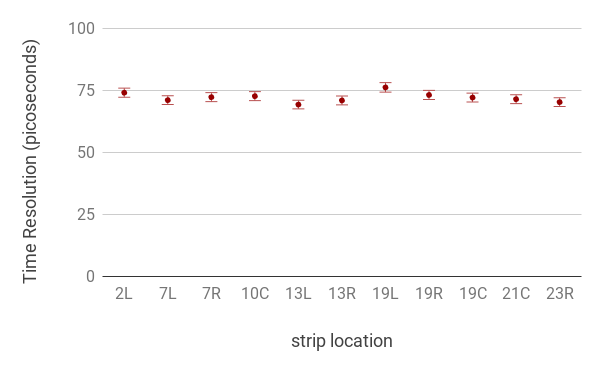 Time Resolution (picoseconds)
100
75
50
25
0
2L 7L 7R 10C 13L 13R 19L 19R 19C 21C 23R
strip location